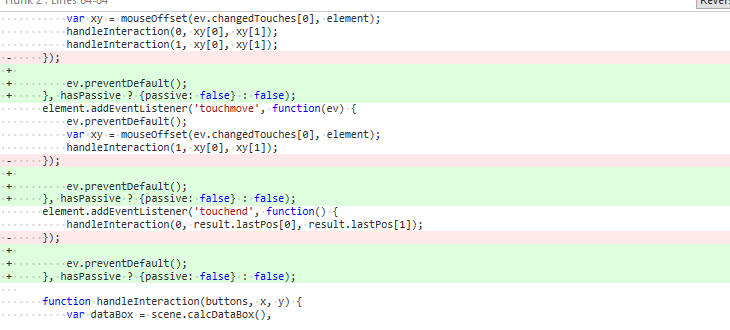 Hunk 2 : Lines 64-84
Revers
var xy = mouseOffset(ev.changedTouches[0], element);
handleInteraction(0, xy[0], xy[1]);
handleInteraction(1, xy[0], xy[1]);
- });
+
+ ev.preventDefault();
+ }, hasPassive ? {passive: false} : false);
element.addEventListener('touchmove', function(ev) {
ev.preventDefault();
var xy = mouseOffset(ev.changedTouches[0], element);
handleInteraction(1, xy[0], xy[1]);
- });
+
+ ev.preventDefault();
+ }, hasPassive ? {passive: false} : false);
element.addEventListener('touchend', function() {
handleInteraction(0, result.lastPos[0], result.lastPos[1]);
- });
+
+ ev.preventDefault();
+ }, hasPassive ? {passive: false} : false);
function handleInteraction(buttons, x, y) {
var dataBox = scene.calcDataBox(),